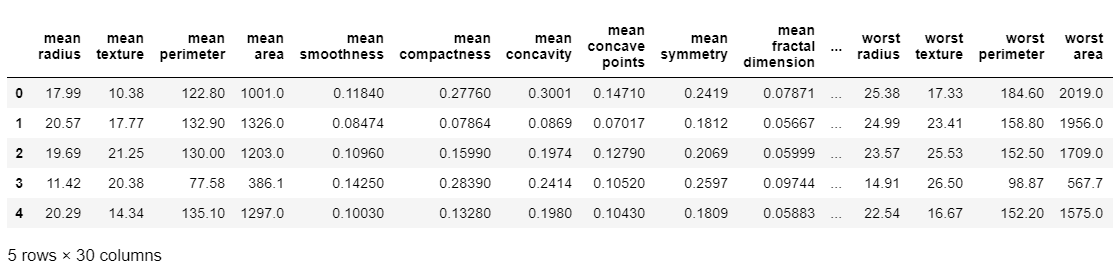 mean radius mean texture mean perimeter mean area mean smoothness mean compactness mean concavity mean concave points mean symmetry mean fractal dimension ... worst radius worst texture worst perimeter worst area
0 17.99 10.38 122.80 1001.0 0.11840 0.27760 0.3001 0.14710 0.2419 0.07871 ... 25.38 17.33 184.60 2019.0
1 20.57 17.77 132.90 1326.0 0.08474 0.07864 0.0869 0.07017 0.1812 0.05667 ... 24.99 23.41 158.80 1956.0
2 19.69 21.25 130.00 1203.0 0.10960 0.15990 0.1974 0.12790 0.2069 0.05999 ... 23.57 25.53 152.50 1709.0
3 11.42 20.38 77.58 386.1 0.14250 0.28390 0.2414 0.10520 0.2597 0.09744 ... 14.91 26.50 98.87 567.7
4 20.29 14.34 135.10 1297.0 0.10030 0.13280 0.1980 0.10430 0.1809 0.05883 ... 22.54 16.67 152.20 1575.0
5 rows × 30 columns